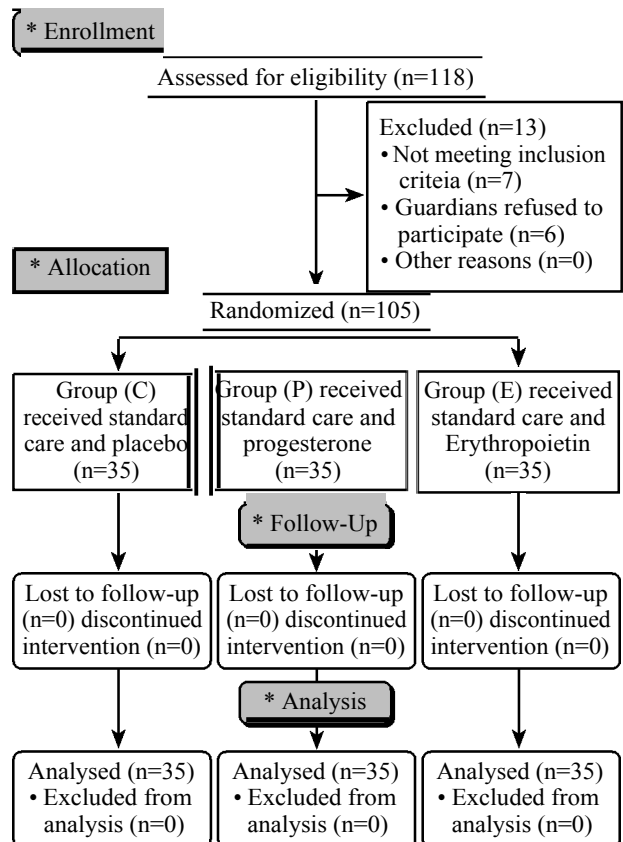 * Enrollment
Assessed for eligibility (n=118)
Excluded (n=13)
• Not meeting inclusion
criteia (n=7)
• Guardians refused to
participate (n=6)
• Other reasons (n=0)
* Allocation
Randomized (n=105)
Group (C)
received standard
care and placebo
(n=35)
Group (P) received
standard care and
progesterone
(n=35)
Group (E) received
standard care and
Erythropoietin
(n=35)
* Follow-Up
Lost to follow-up
(n=0) discontinued
intervention (n=0)
Lost to follow-up
(n=0) discontinued
intervention (n=0)
Lost to follow-up
(n=0) discontinued
intervention (n=0)
* Analysis
Analysed (n=35)
• Excluded from
analysis (n=0)
Analysed (n=35)
• Excluded from
analysis (n=0)
Analysed (n=35)
• Excluded from
analysis (n=0)